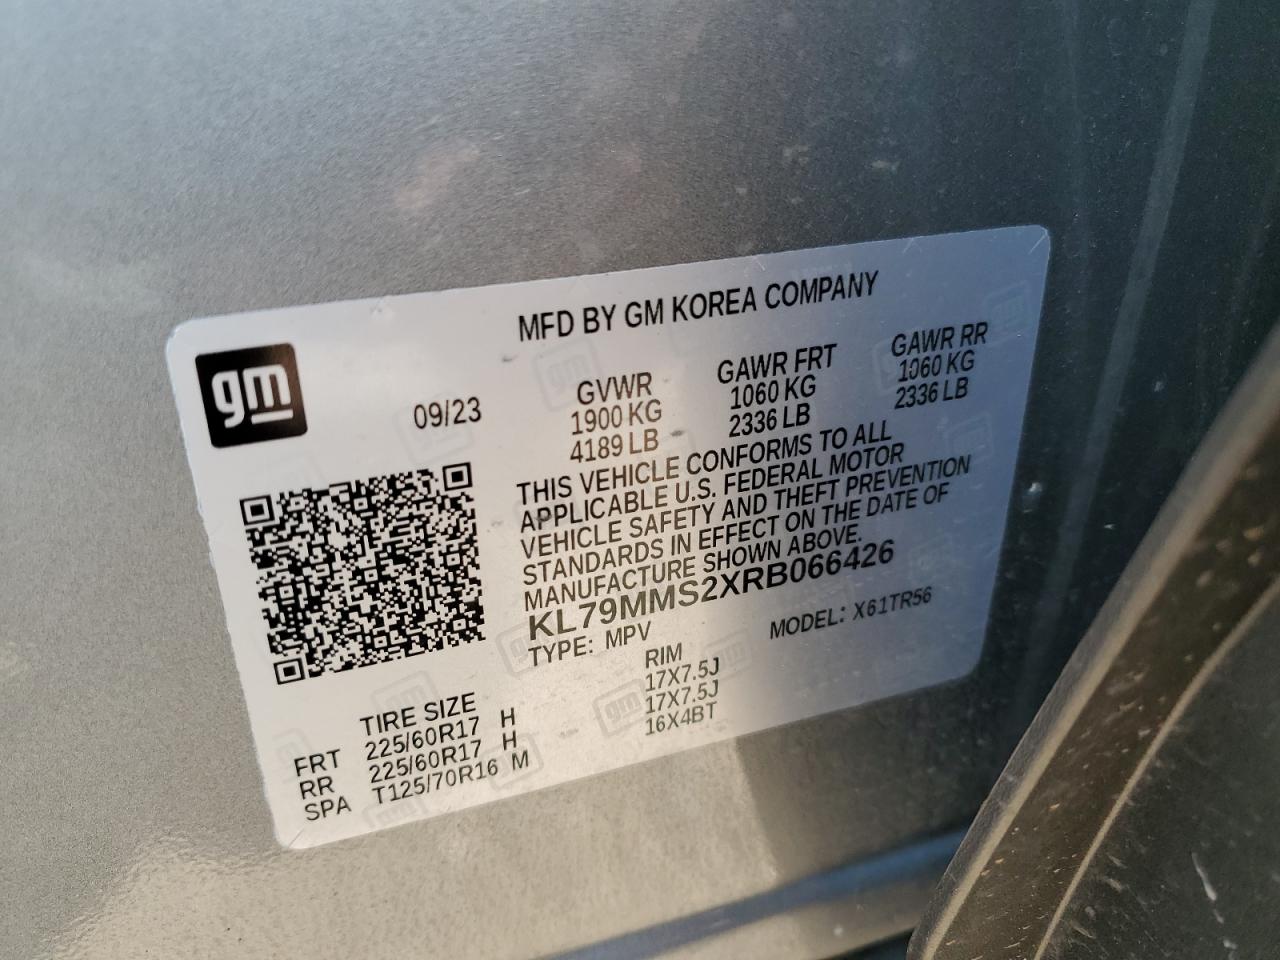 MFD BY GM KOREA COMPANY
gm
09/23
GVWR
1900 KG
4189 LB
GAWR FRT
1060 KG
2336 LB
GAWR RR
1060 KG
2336 LB
THIS VEHICLE CONFORMS TO ALL
APPLICABLE U.S. FEDERAL MOTOR
VEHICLE SAFETY AND THEFT PREVENTION
STANDARDS IN EFFECT ON THE DATE OF
MANUFACTURE SHOWN ABOVE.
KL79MMS2XRB066426
TYPE: MPV
MODEL: X61TR56
TIRE SIZE
RIM
FRT 225/60R17 H 17X7.5J
RR 225/60R17 H 17X7.5J
SPA T125/70R16 M 16X4BT